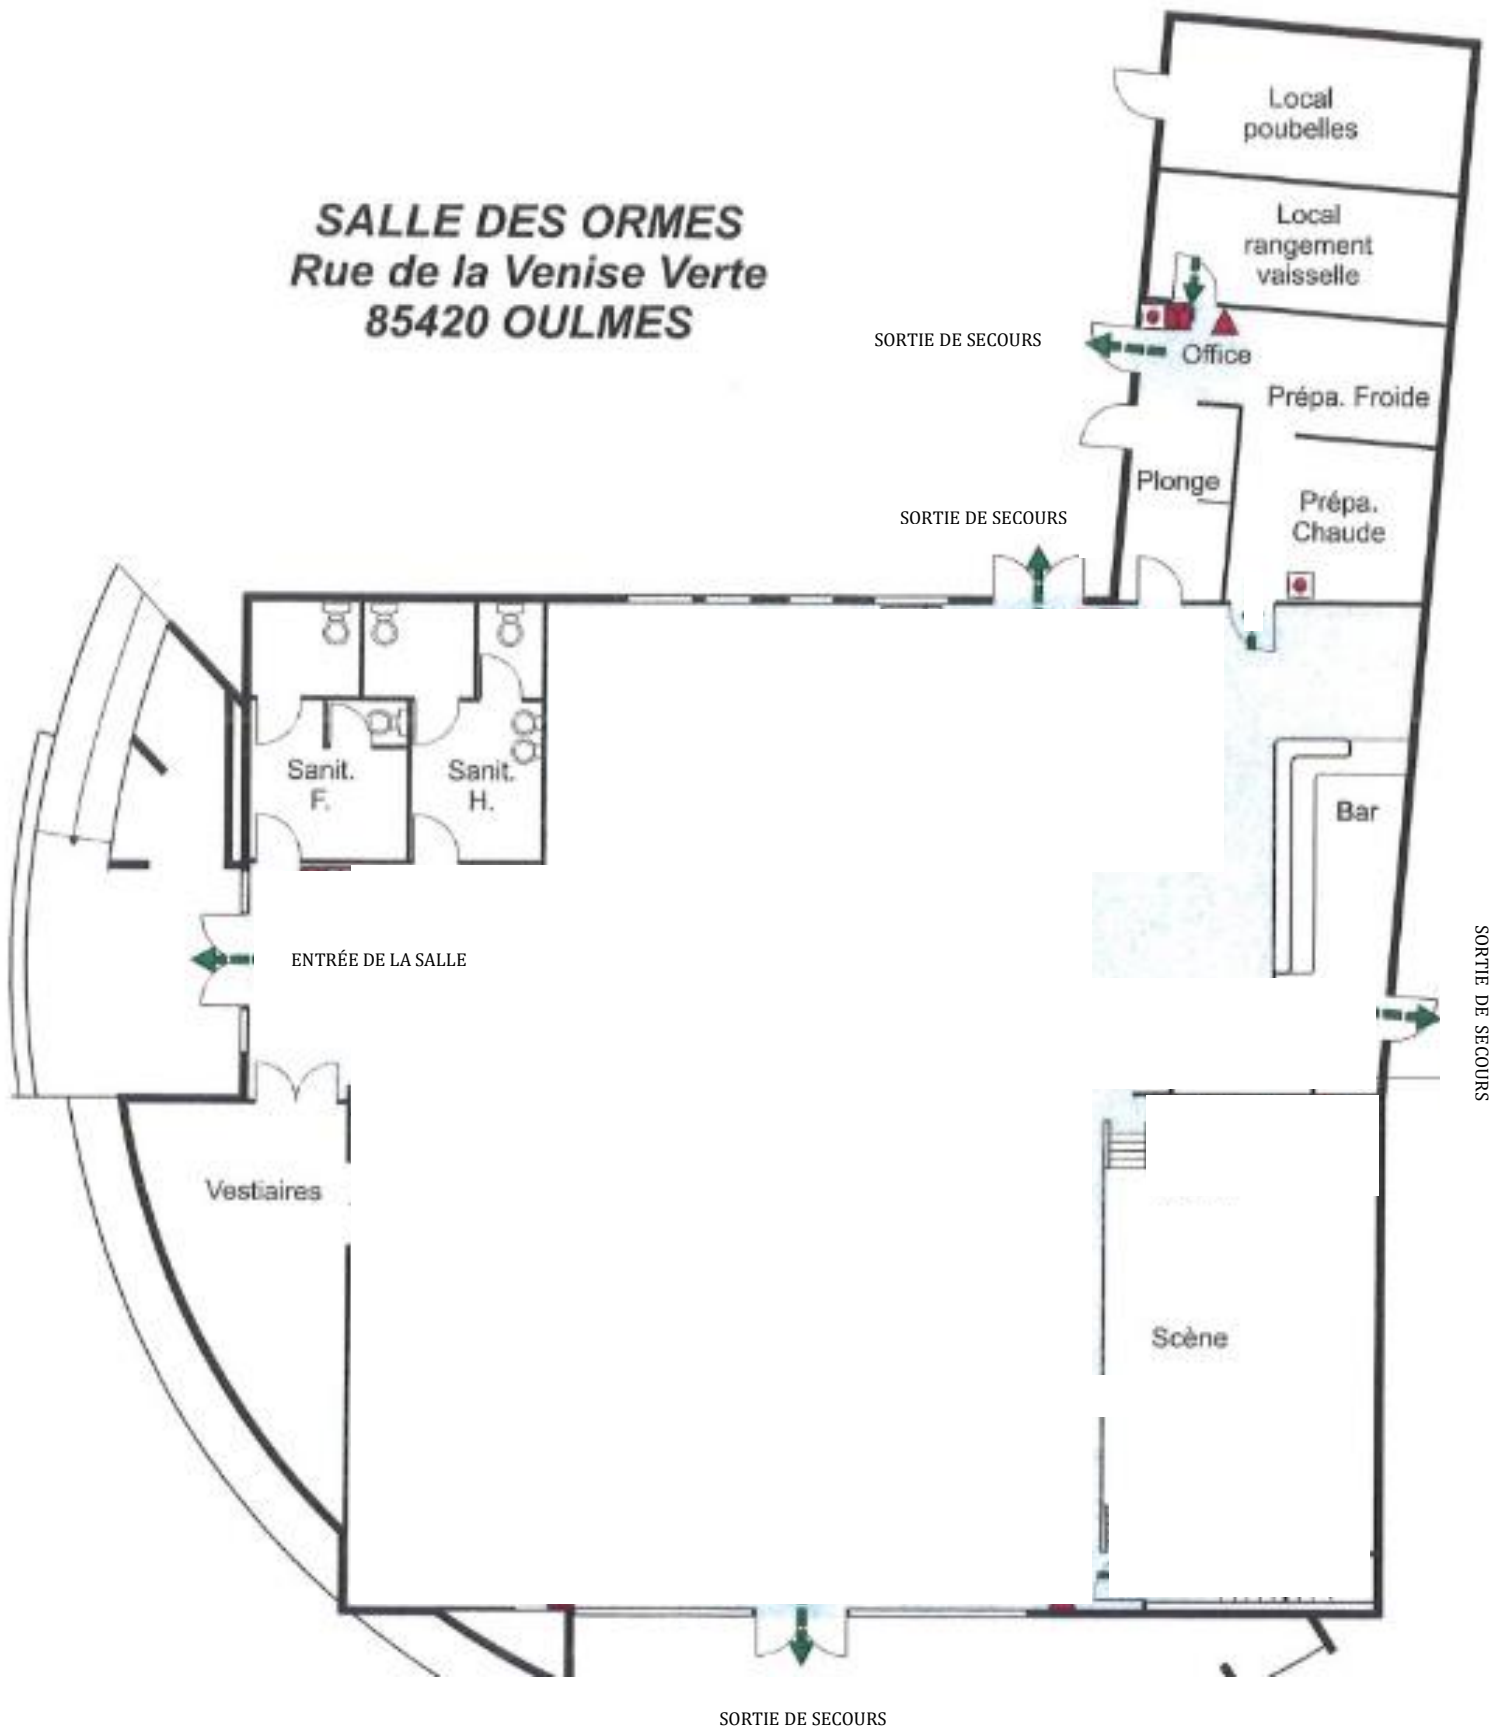 Local
poubelles
SALLE DES ORMES
Rue de la Venise Verte
85420 OULMES
Local
rangement
vaisselle
SORTIE DE SECOURS
Office
Prépa. Froide
Plonge
Prépa.
Chaude
SORTIE DE SECOURS
Sanit.
F.
Sanit.
H.
Bar
ENTRÉE DE LA SALLE
SORTIE DE SECOURS
Vestiaires
Scène
SORTIE DE SECOURS